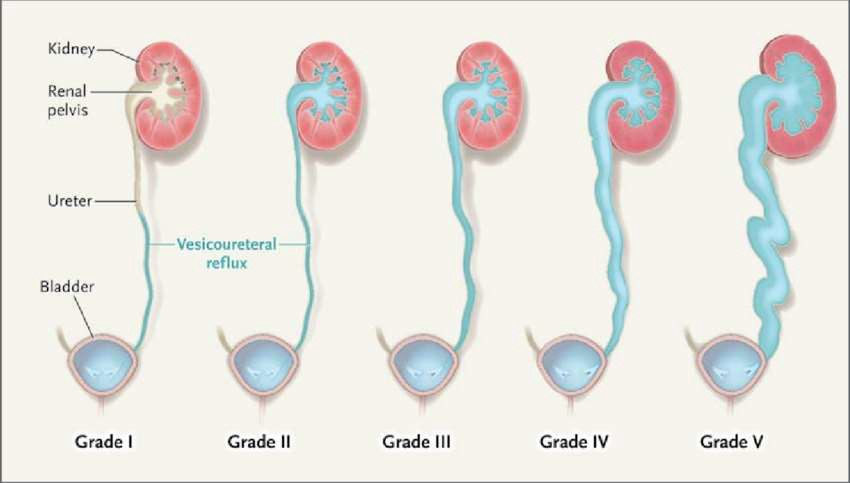 Kidney
Renal
pelvis
Ureter
Vesicoureteral
reflux
Bladder
Grade I
Grade II
Grade III
Grade IV
Grade V